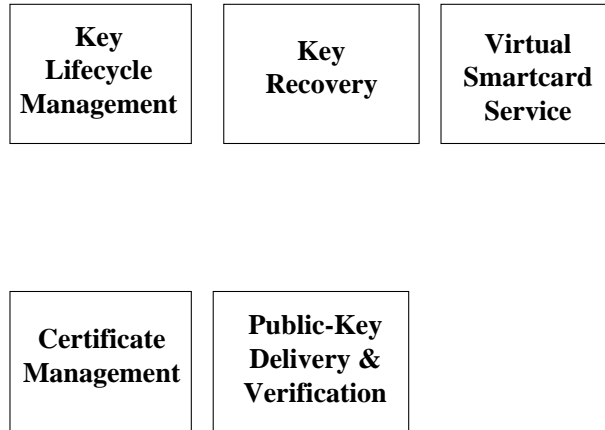 Key
Lifecycle
Management
Key
Recovery
Virtual
Smartcard
Service
Certificate
Management
Public-Key
Delivery &
Verification